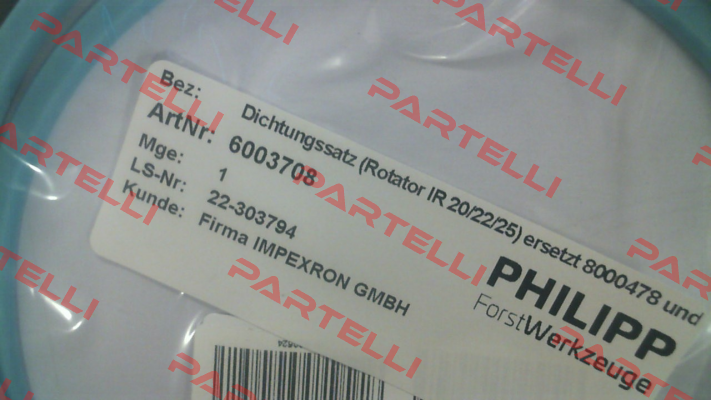 Bez: Dichtungssatz (Rotator IR 20/22/25) ersetzt 8000478 und
ArtNr: 6003708
Mge: 1
LS-Nr: 22-303794
Kunde: Firma IMPEXRON GMBH
PHILIPP
ForstWerkzeuge
PARTELLI
PARTELLI
PARTELLI
PARTELLI
PARTELLI
PARTELLI
PARTELLI
PARTELLI
PARTELLI